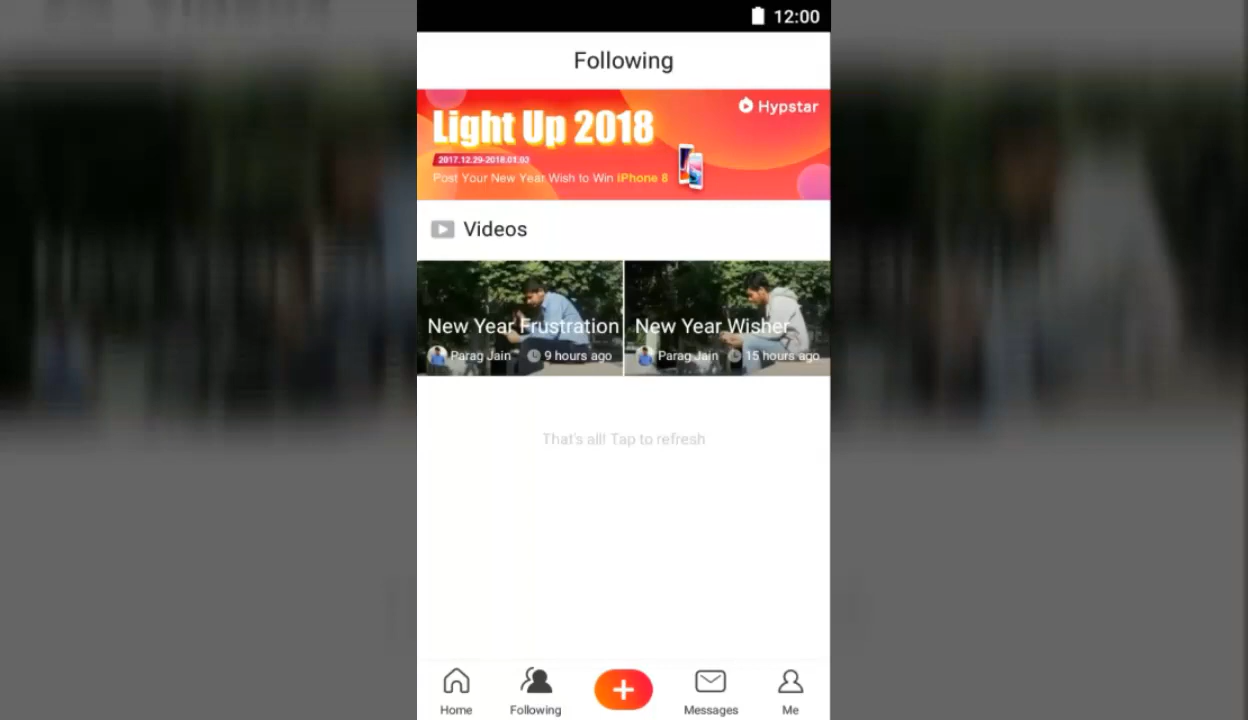 12:00
Following
Hypstar
Light Up 2018
2017.12.29-2018.01.03
Post Your New Year Wish to Win iPhone 8
Videos
New Year Frustration
Parag Jain 9 hours ago
New Year Wisher
Parag Jain 15 hours ago
That's all! Tap to refresh
Home
Following
Messages
Me